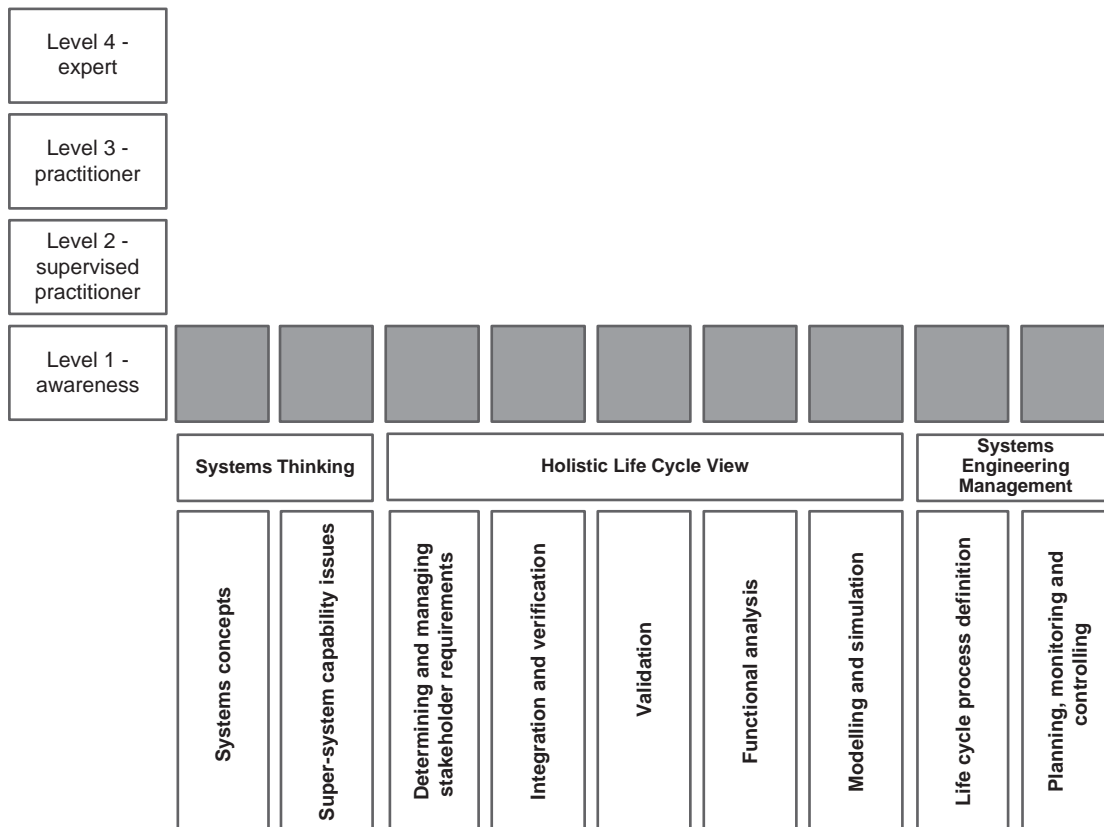 Level 4 -
expert
Level 3 -
practitioner
Level 2 -
supervised
practitioner
Level 1 -
awareness
Systems Thinking
Holistic Life Cycle View
Systems
Engineering
Management
Systems concepts
Super-system capability issues
Determining and managing
stakeholder requirements
Integration and verification
Validation
Functional analysis
Modelling and simulation
Life cycle process definition
Planning, monitoring and
controlling